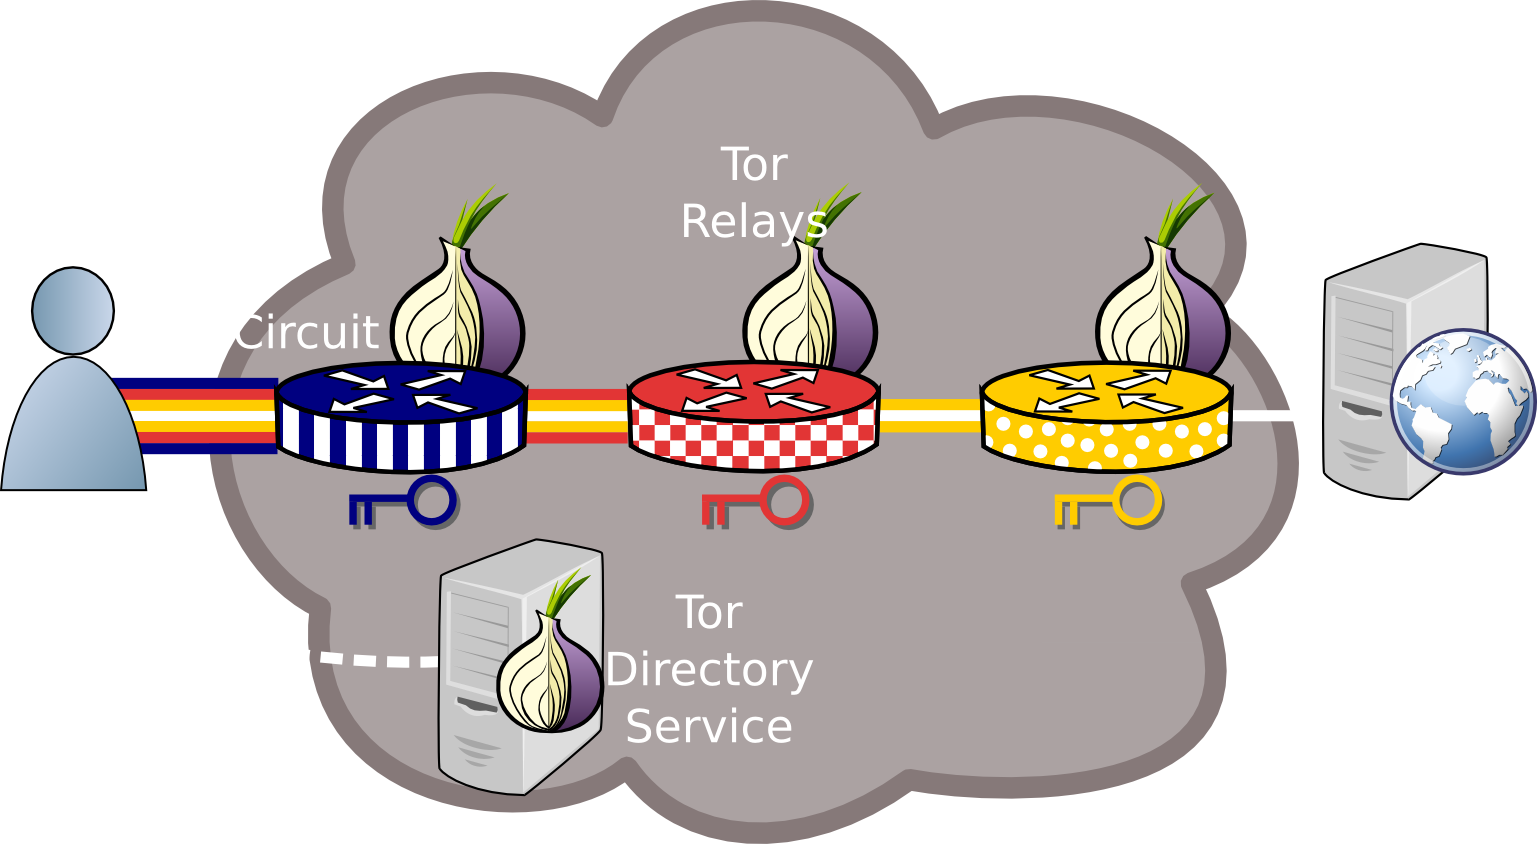 Tor
Relays
Circuit
Tor
Directory
Service